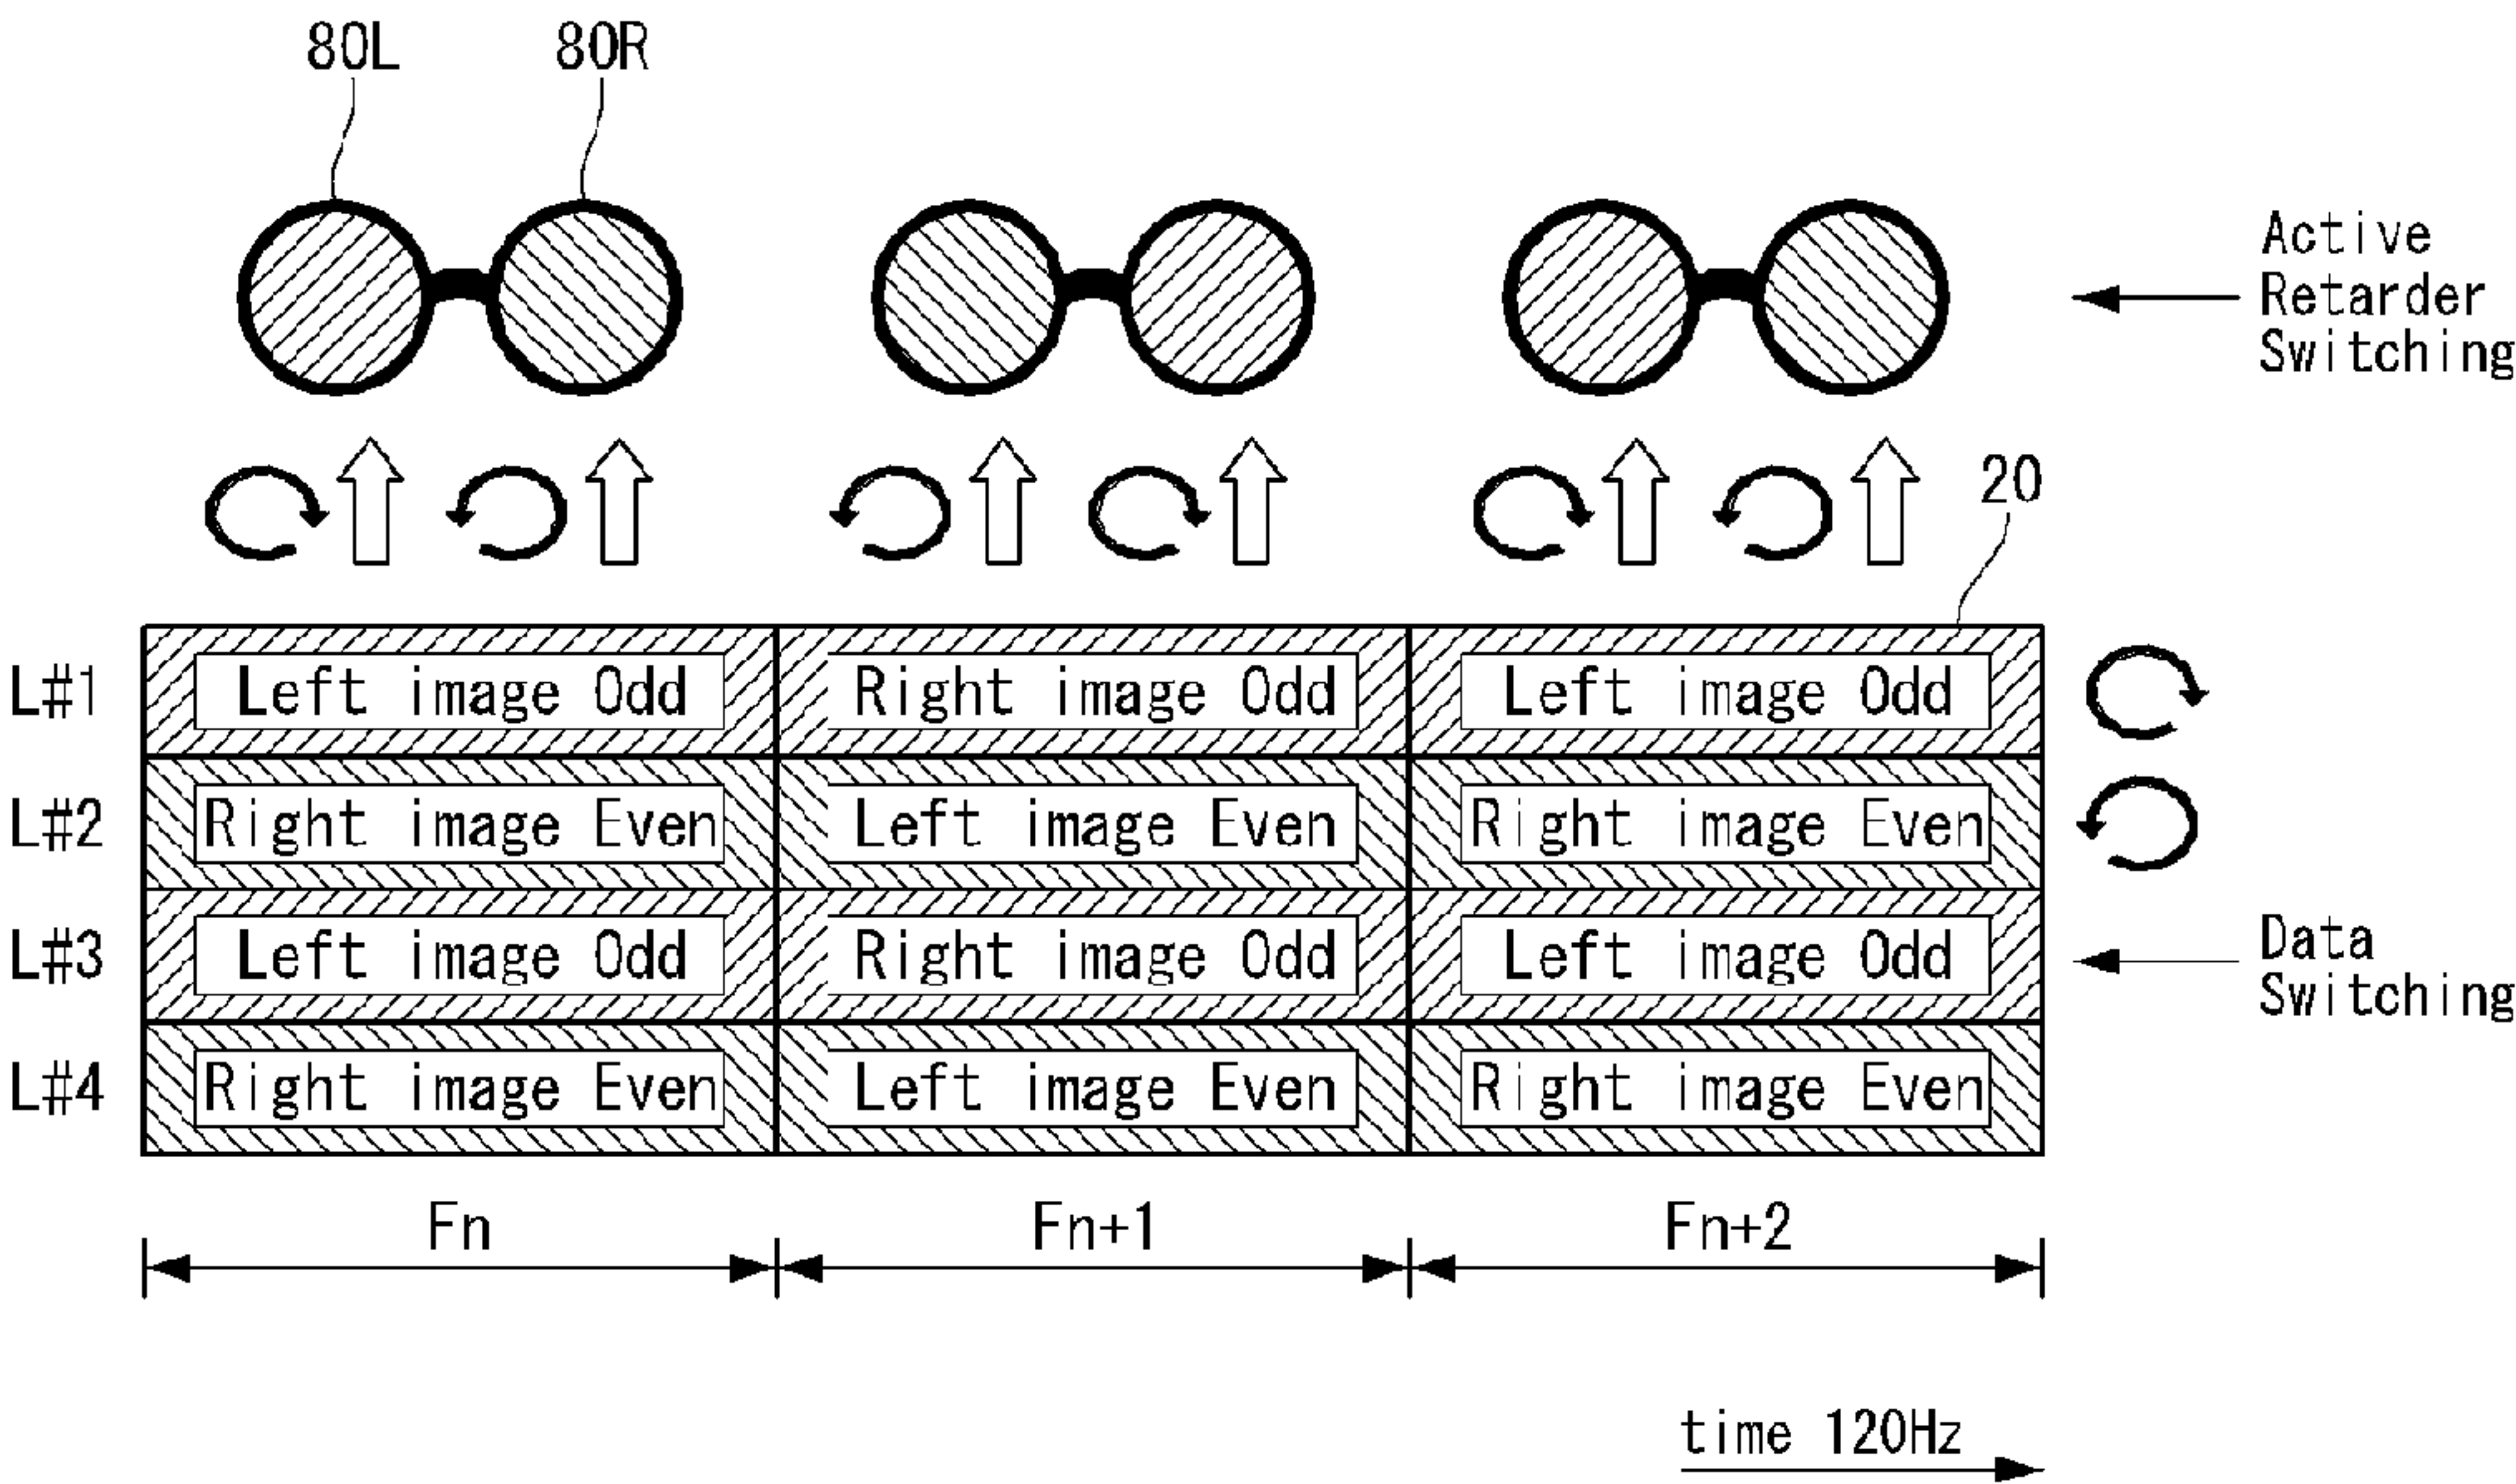 80L 80R
Active
Retarder
Switching
20
L#1 Left image Odd Right image Odd Left image Odd
L#2 Right image Even Left image Even Right image Even
L#3 Left image Odd Right image Odd Left image Odd
Data
Switching
L#4 Right image Even Left image Even Right image Even
Fn Fn+1 Fn+2
time 120Hz